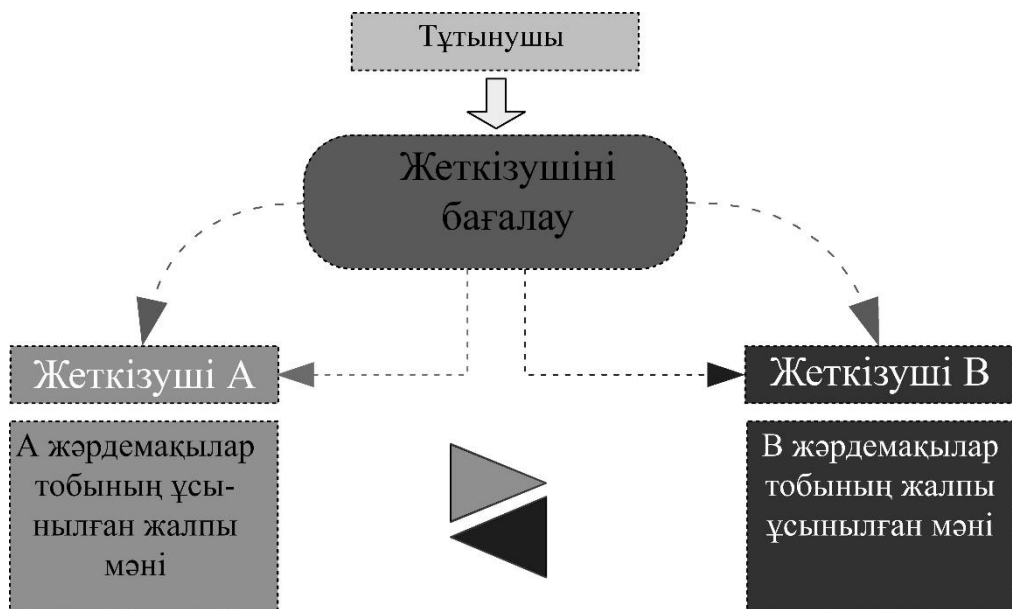 Тұтынушы
Жеткізушіні
бағалау
Жеткізуші А
Жеткізуші В
А жәрдемақылар
тобының ұсы-
нылған жалпы
мәні
В жәрдемақылар
тобының жалпы
ұсынылған мәні